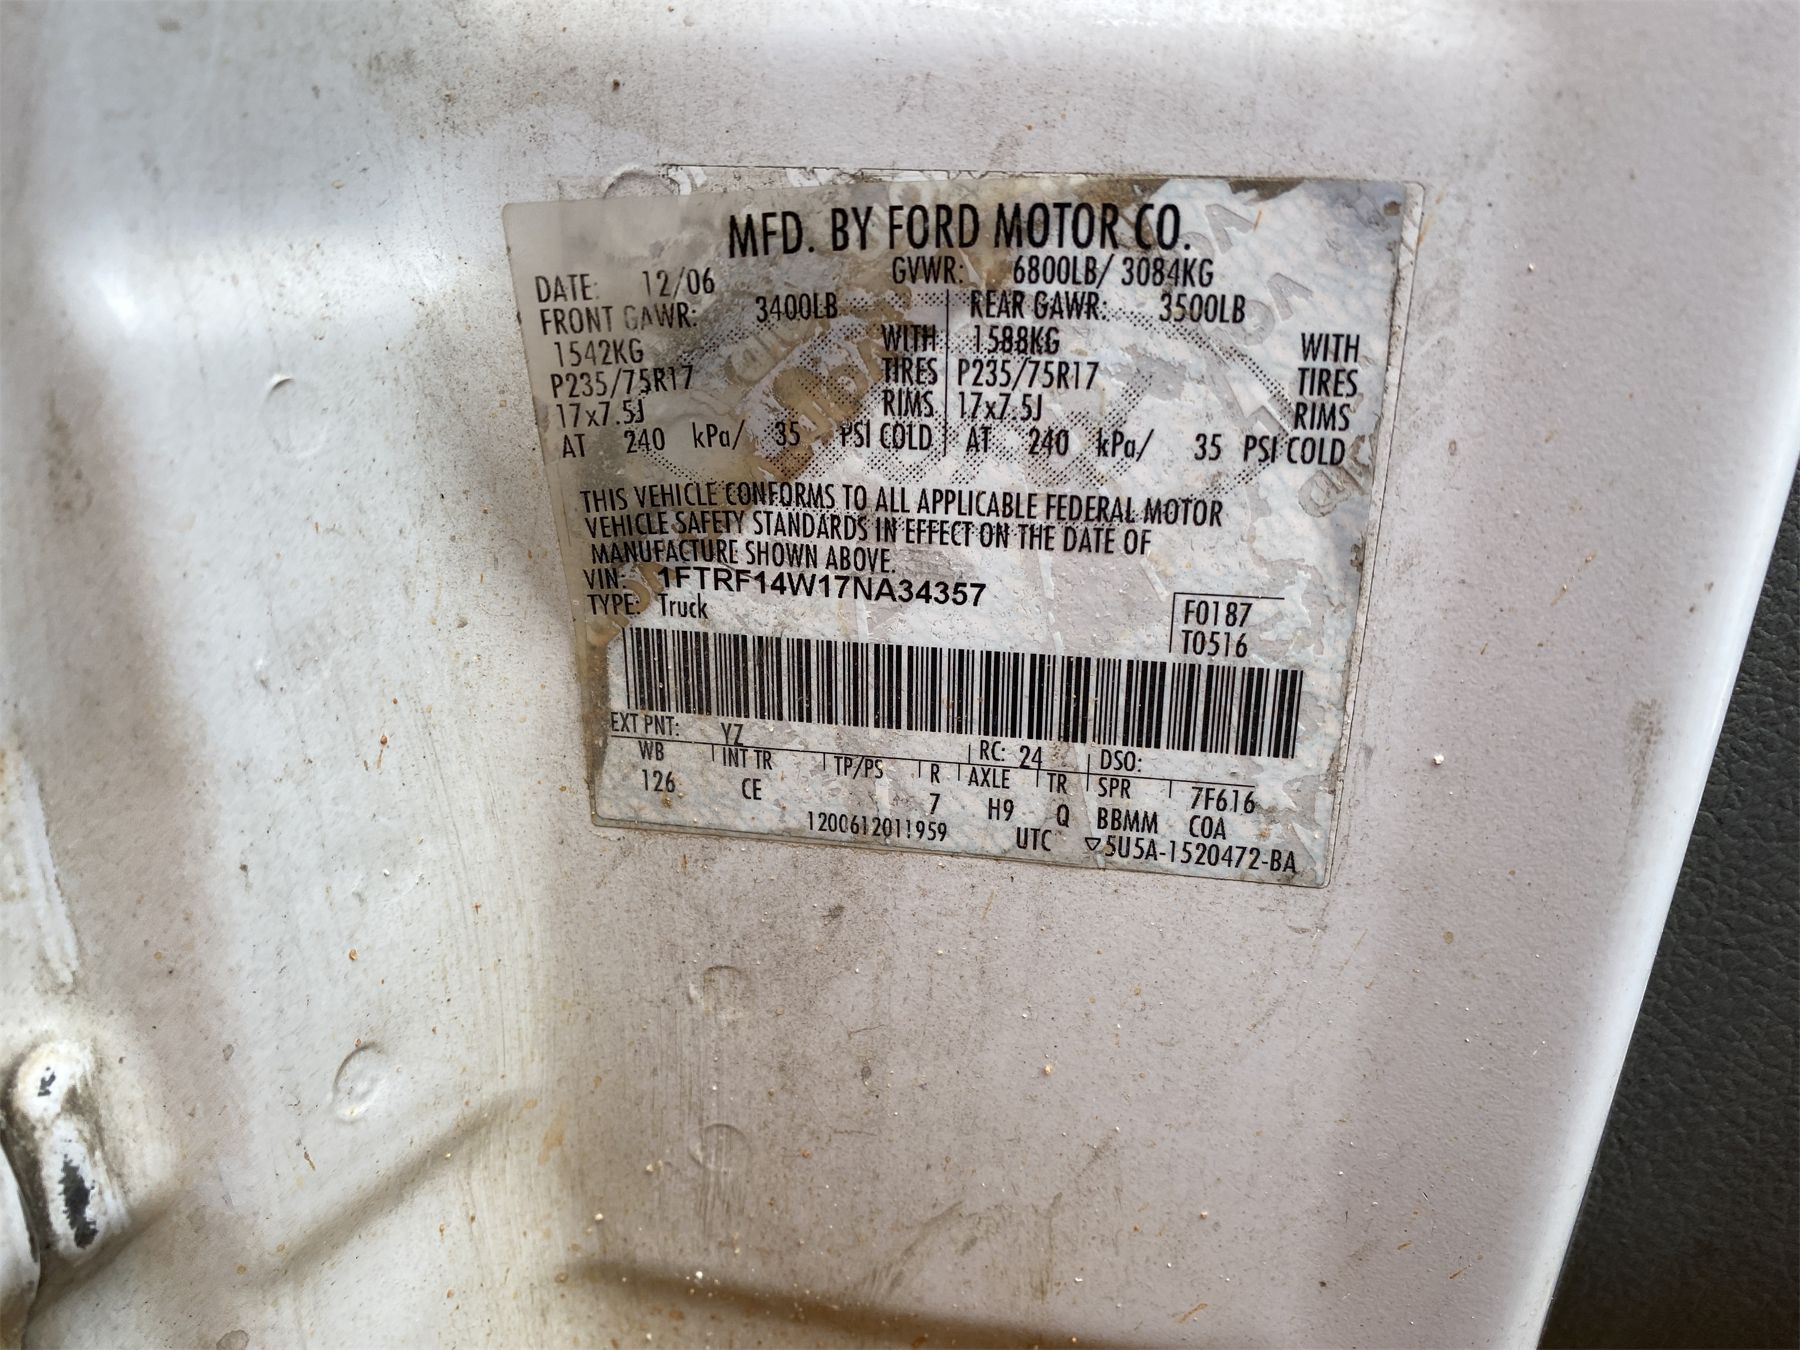 MFD. BY FORD MOTOR CO.
DATE: 12/06 GVWR: 6800LB/ 3084KG
FRONT GAWR: 3400LB REAR GAWR: 3500LB
1542KG WITH 1588KG WITH
P235/75R17 TIRES P235/75R17 TIRES
17x7.5J RIMS 17x7.5J RIMS
AT 240 kPa/ 35 PSI COLD AT 240 kPa/ 35 PSI COLD
THIS VEHICLE CONFORMS TO ALL APPLICABLE FEDERAL MOTOR
VEHICLE SAFETY STANDARDS IN EFFECT ON THE DATE OF
MANUFACTURE SHOWN ABOVE.
VIN: 1FTRF14W17NA34357
TYPE: Truck F0187
T0516
EXT PNT: YZ RC: 24 DSO:
WB INT TR TP/PS R AXLE TR SPR 7F616
126 CE 7 H9 Q BBMM COA
1200612011959 UTC ▽5U5A-1520472-BA